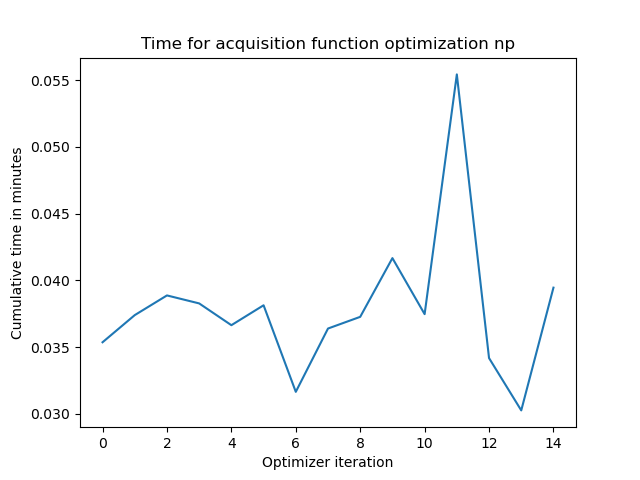 Time for acquisition function optimization np
0.055
0.050
0.045
0.040
0.035
0.030
Cumulative time in minutes
0 2 4 6 8 10 12 14
Optimizer iteration